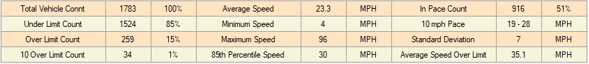 Total Vehicle Connt 1783 100% Average Speed 23.3 MPH In Pace Count 916 51%
Under Limit Count 1524 85% Minimum Speed 4 MPH 10 mph Pace 19 - 28 MPH
Over Limit Count 259 15% Maximum Speed 96 MPH Standard Deviation 7 MPH
10 Over Limit Count 34 1% 85th Percentile Speed 30 MPH Average Speed Over Limit 35.1 MPH